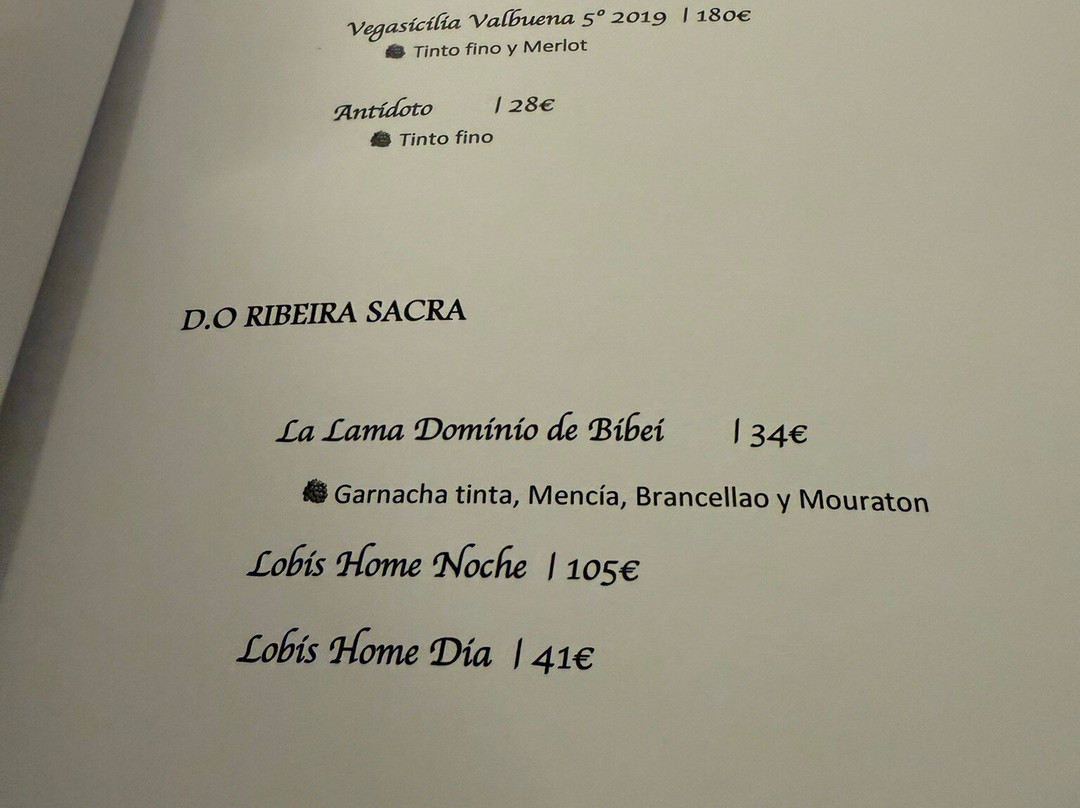 Vegasicilia Valbuena 5º 2019 | 180€
Tinto fino y Merlot
Antídoto | 28€
Tinto fino
D.O RIBEIRA SACRA
La Lama Dominio de Bibei | 34€
Garnacha tinta, Mencía, Brancellao y Mouraton
Lobis Home Noche | 105€
Lobis Home Día | 41€